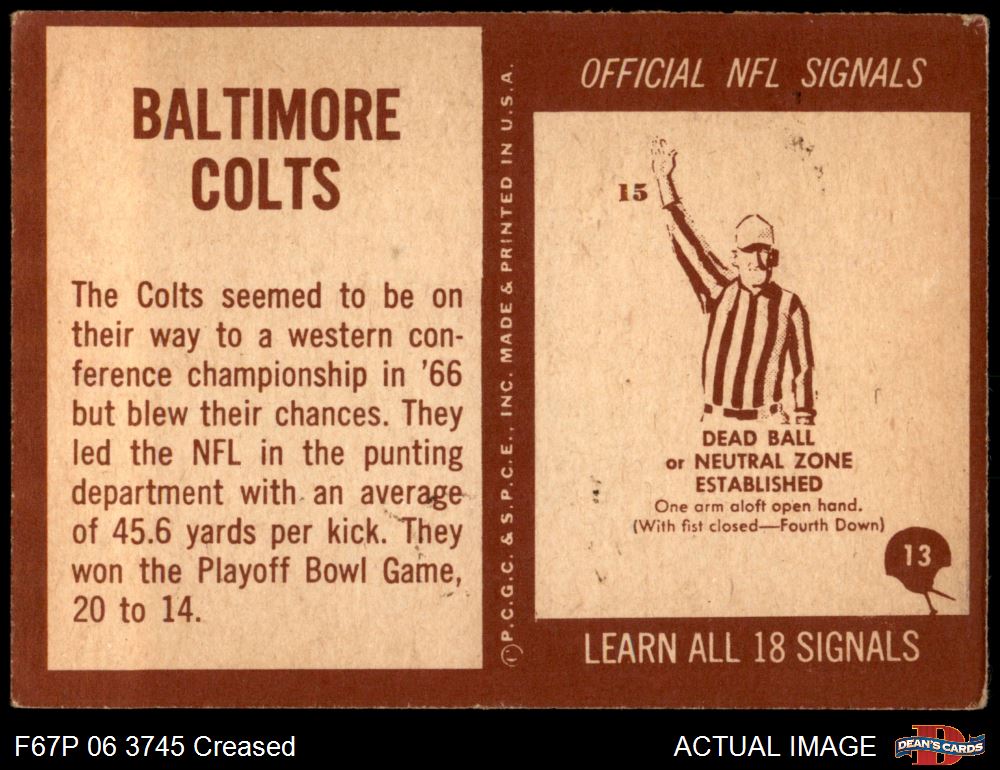 BALTIMORE
COLTS
The Colts seemed to be on
their way to a western con-
ference championship in '66
but blew their chances. They
led the NFL in the punting
department with an average
of 45.6 yards per kick. They
won the Playoff Bowl Game,
20 to 14.
Ⓒ P.C.G.C. & S.P.C.E., INC. MADE & PRINTED IN U.S.A.
OFFICIAL NFL SIGNALS
15
DEAD BALL
or NEUTRAL ZONE
ESTABLISHED
One arm aloft open hand.
(With fist closed—Fourth Down)
13
LEARN ALL 18 SIGNALS
F67P 06 3745 Creased
ACTUAL IMAGE
DEAN'S CARDS